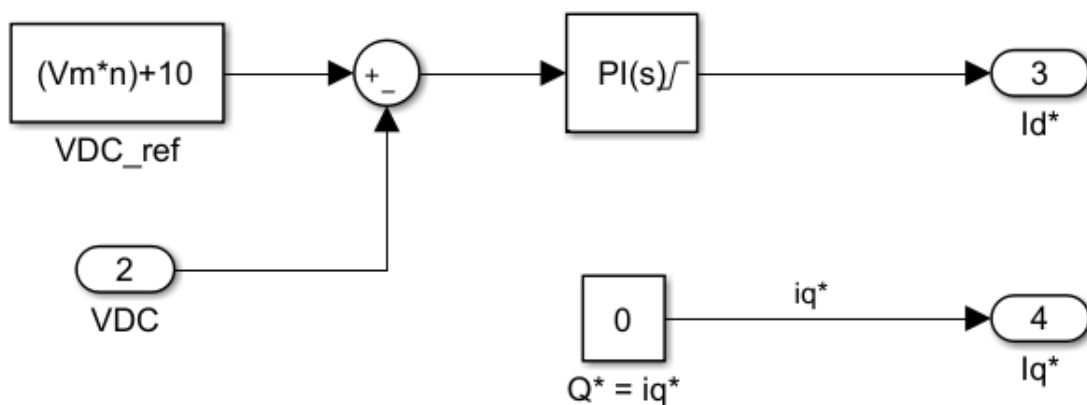 (Vm*n)+10
VDC_ref
+
_
PI(s)
3
Id*
2
VDC
0
Q* = iq*
iq*
4
Iq*